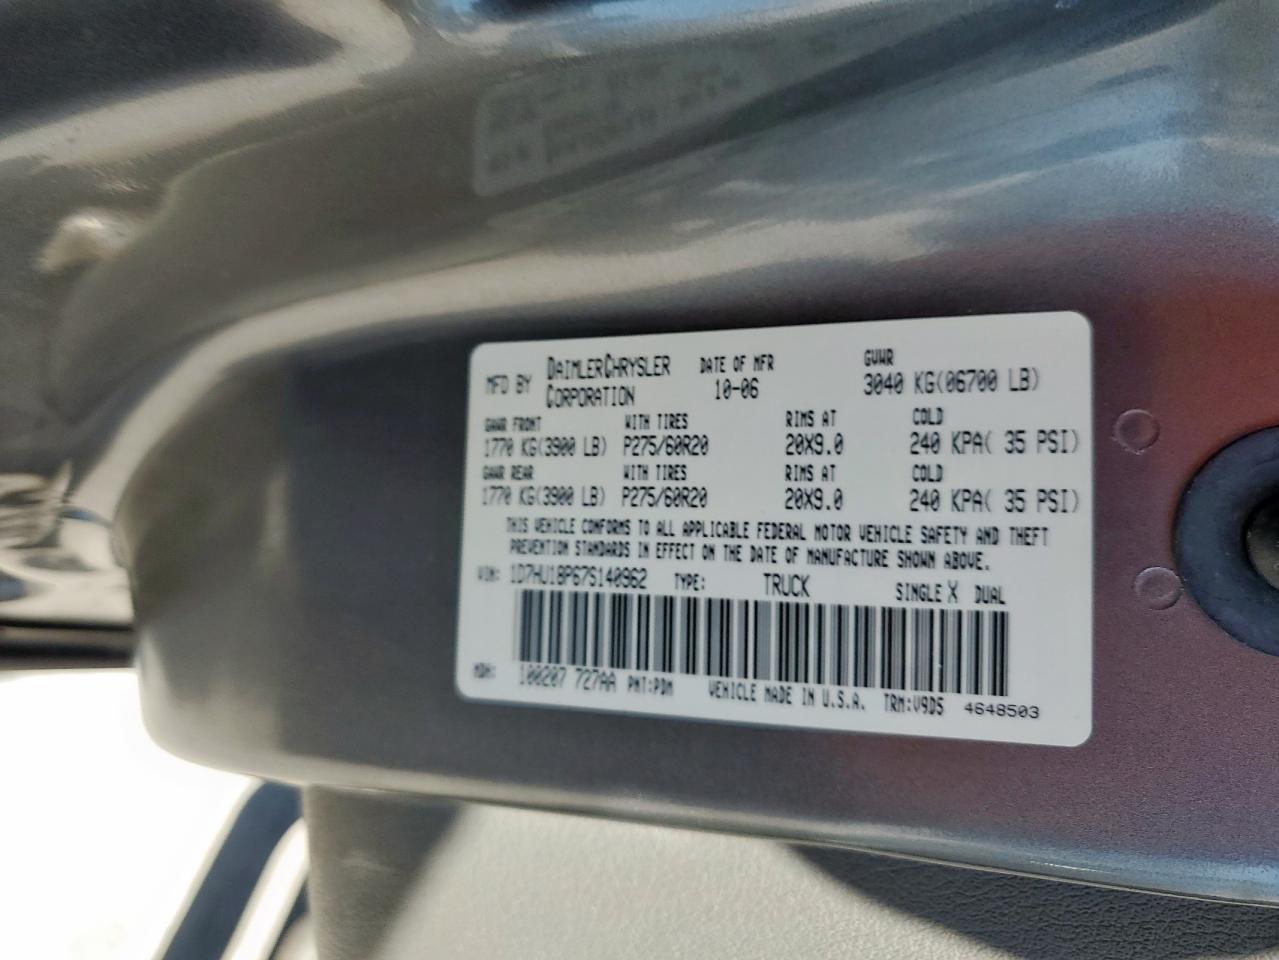 MFD BY DAIMLERCHRYSLER CORPORATION DATE OF MFR 10-06 GVWR 3040 KG(06700 LB)
GAWR FRONT WITH TIRES RIMS AT COLD
1770 KG(3900 LB) P275/60R20 20X9.0 240 KPA( 35 PSI)
GAWR REAR WITH TIRES RIMS AT COLD
1770 KG(3900 LB) P275/60R20 20X9.0 240 KPA( 35 PSI)
THIS VEHICLE CONFORMS TO ALL APPLICABLE FEDERAL MOTOR VEHICLE SAFETY AND THEFT
PREVENTION STANDARDS IN EFFECT ON THE DATE OF MANUFACTURE SHOWN ABOVE.
VIN: 1D7HU18P67S140962 TYPE: TRUCK SINGLE X DUAL
MDH: 100207 727AA PNT:PDM VEHICLE MADE IN U.S.A. TRM:V9D5 4648503